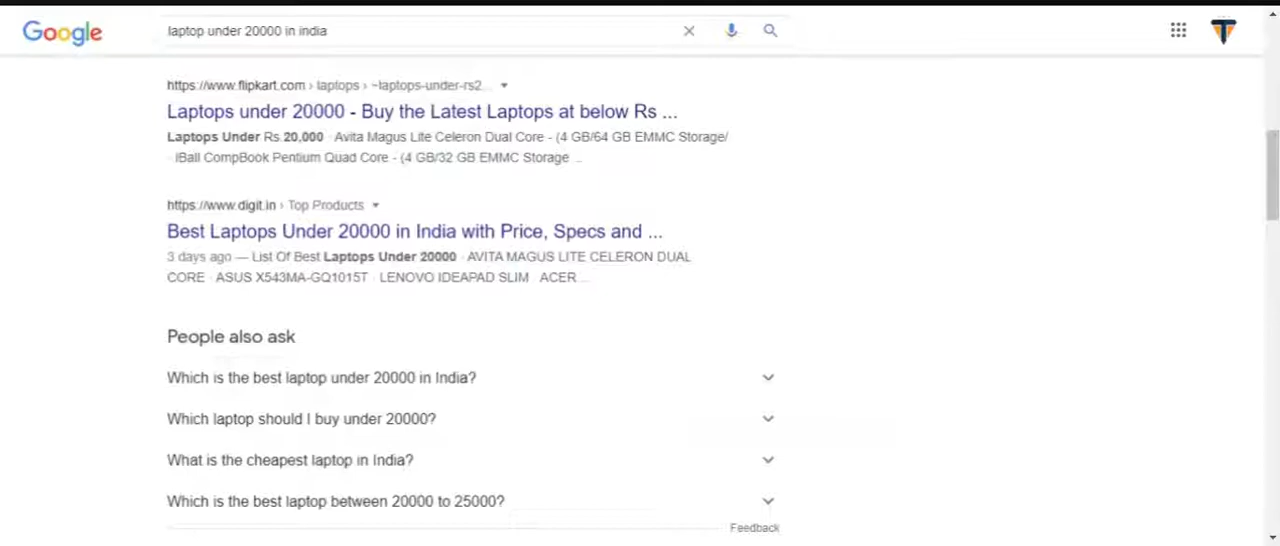 Google
laptop under 20000 in india
https://www.flipkart.com › laptops › ~laptops-under-rs2...
Laptops under 20000 - Buy the Latest Laptops at below Rs ...
Laptops Under Rs.20,000 · Avita Magus Lite Celeron Dual Core - (4 GB/64 GB EMMC Storage/
· iBall CompBook Pentium Quad Core - (4 GB/32 GB EMMC Storage ...
https://www.digit.in › Top Products
Best Laptops Under 20000 in India with Price, Specs and ...
3 days ago — List Of Best Laptops Under 20000 · AVITA MAGUS LITE CELERON DUAL
CORE · ASUS X543MA-GQ1015T · LENOVO IDEAPAD SLIM · ACER ...
People also ask
Which is the best laptop under 20000 in India?
Which laptop should I buy under 20000?
What is the cheapest laptop in India?
Which is the best laptop between 20000 to 25000?
Feedback